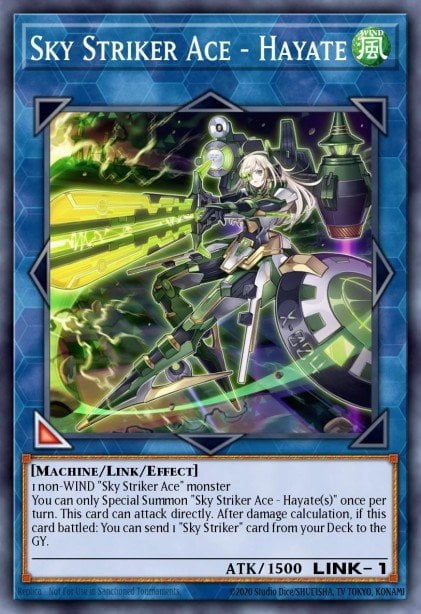 Sky Striker Ace - Hayate
WIND
風
[Machine/Link/Effect]
1 non-WIND "Sky Striker Ace" monster
You can only Special Summon "Sky Striker Ace - Hayate(s)" once per
turn. This card can attack directly. After damage calculation, if this
card battled: You can send 1 "Sky Striker" card from your Deck to the
GY.
ATK/1500 LINK-1
Replica - Not For Use in Sanctioned Tornaments. ©2020 Studio Dice/SHUEISHA, TV TOKYO, KONAMI